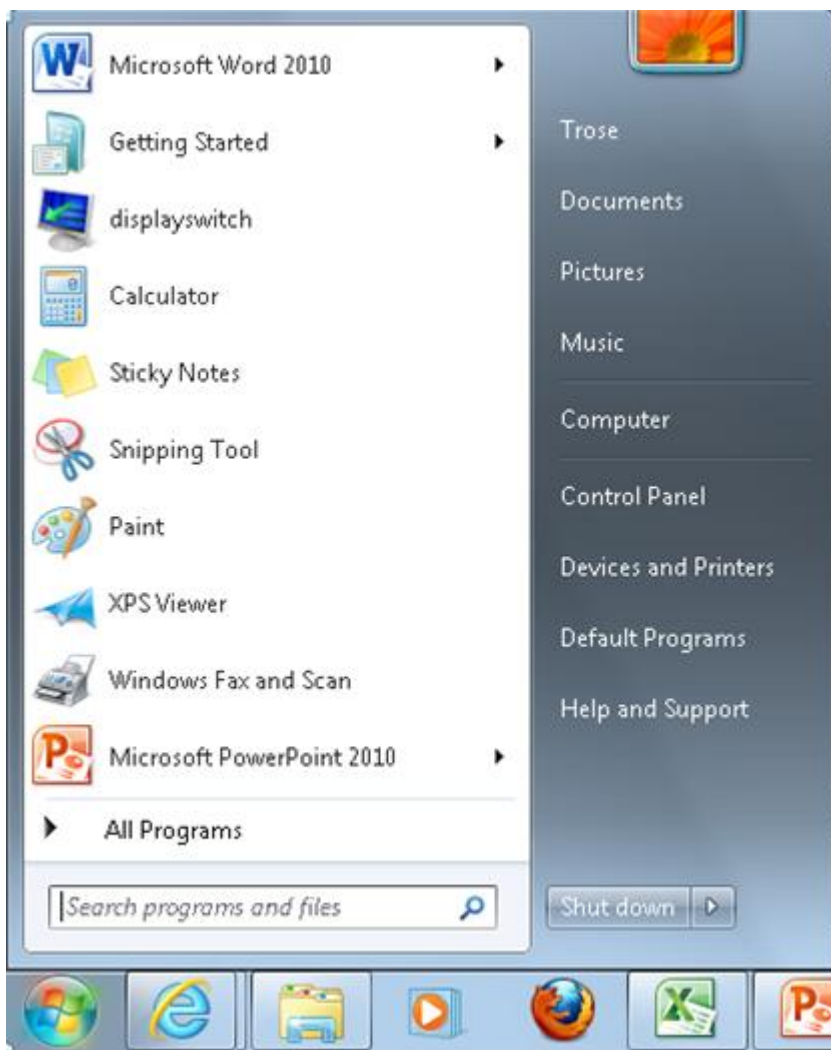 Microsoft Word 2010
Getting Started
displayswitch
Calculator
Sticky Notes
Snipping Tool
Paint
XPS Viewer
Windows Fax and Scan
Microsoft PowerPoint 2010
All Programs
Search programs and files
Trose
Documents
Pictures
Music
Computer
Control Panel
Devices and Printers
Default Programs
Help and Support
Shut down